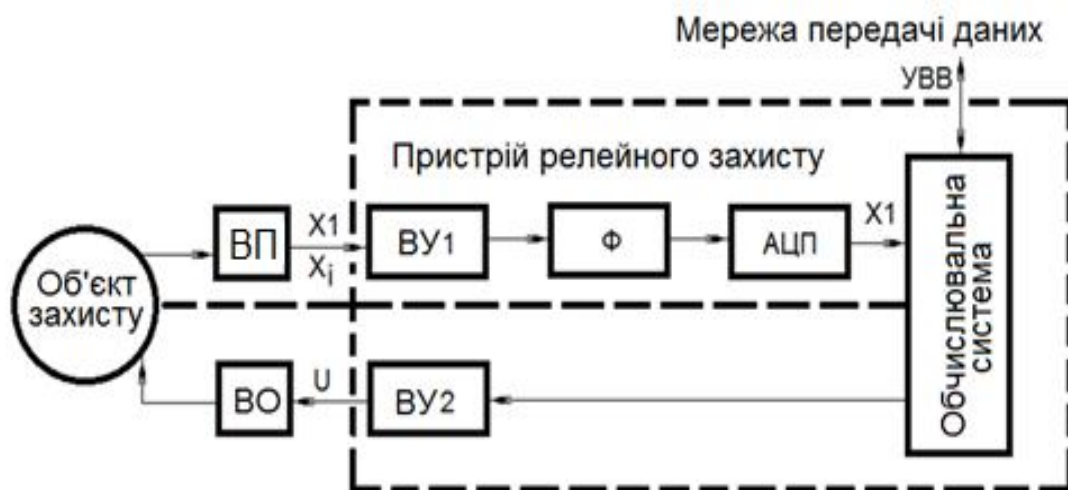 Мережа передачі даних
УВВ
Пристрій релейного захисту
ВП
X1
Xj
ВУ1
Ф
АЦП
X1
Об'єкт
захисту
Обчислювальна
система
ВО
U
ВУ2